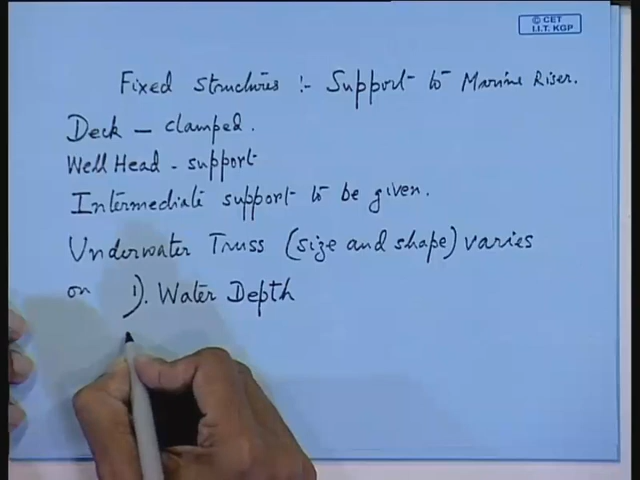 © CET
I.I.T. KGP
Fixed Structures :- Support to Marine Riser.
Deck - clamped.
Well Head - support
Intermediate support to be given.
Underwater Truss (size and shape) varies
on 1). Water Depth